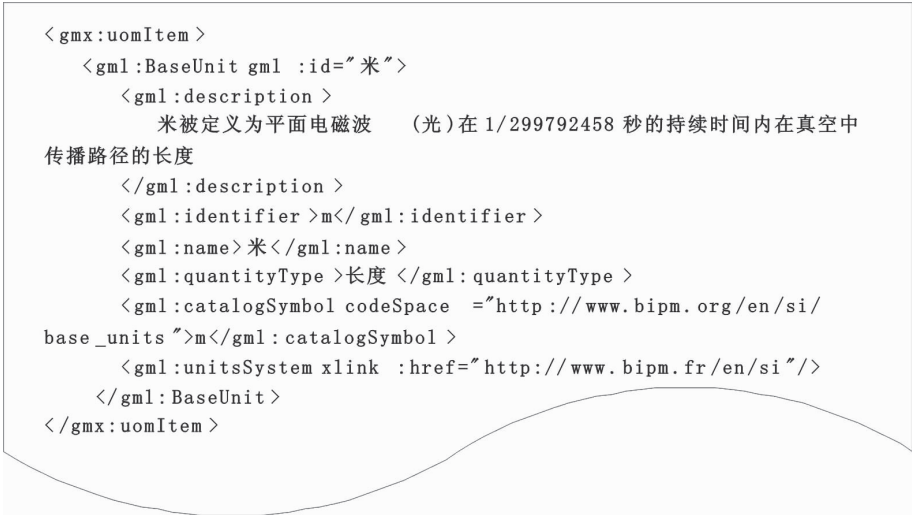 <gmx:uomItem>
<gml:BaseUnit gml :id="米">
<gml:description>
米被定义为平面电磁波 (光)在1/299792458秒的持续时间内在真空中
传播路径的长度
</gml:description>
<gml:identifier>m</gml:identifier>
<gml:name>米</gml:name>
<gml:quantityType>长度</gml:quantityType>
<gml:catalogSymbol codeSpace ="http://www.bipm.org/en/si/
base_units">m</gml:catalogSymbol>
<gml:unitsSystem xlink :href="http://www.bipm.fr/en/si"/>
</gml:BaseUnit>
</gmx:uomItem>